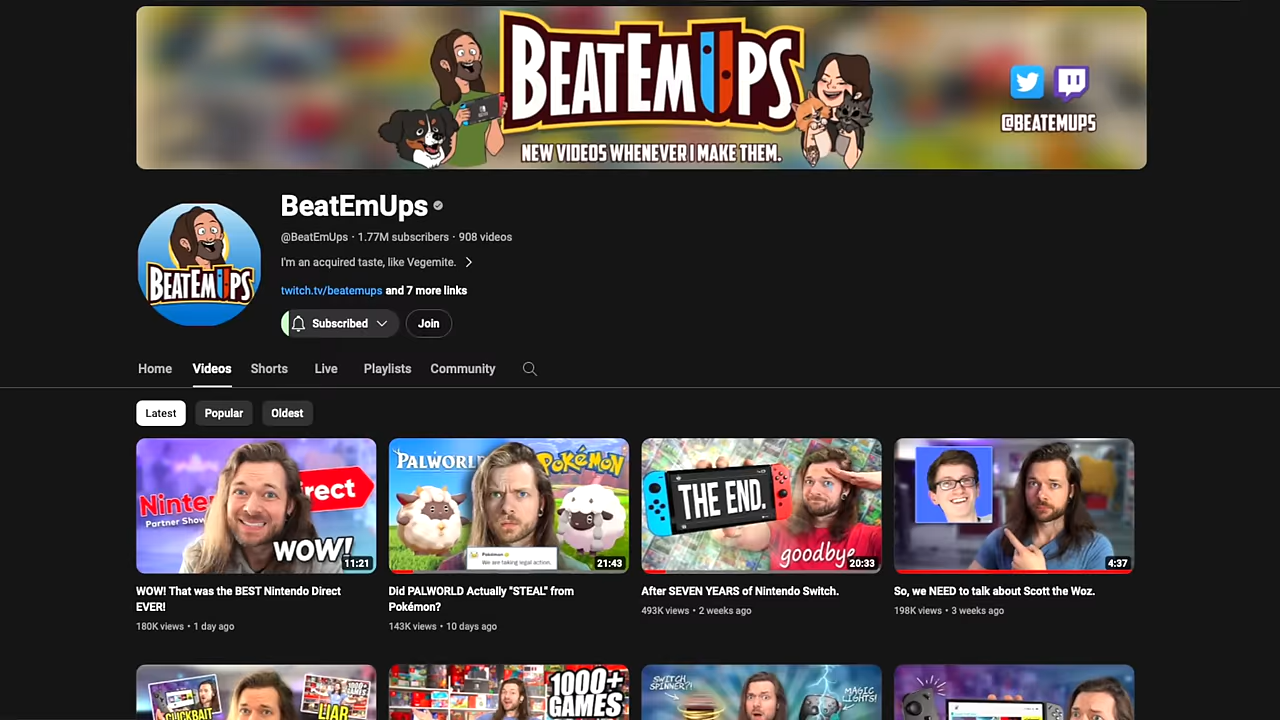 BEATEMUPS
NEW VIDEOS WHENEVER I MAKE THEM.
@BEATEMUPS
BEATEMUPS
BeatEmUps
@BeatEmUps · 1.77M subscribers · 908 videos
I'm an acquired taste, like Vegemite.
twitch.tv/beatemups and 7 more links
Subscribed
Join
Home Videos Shorts Live Playlists Community
Latest Popular Oldest
Partner Show
WOW!
11:21
Pokémon
Pokémon
We are taking legal action.
21:43
THE END.
goodbye
20:33
4:37
WOW! That was the BEST Nintendo Direct
EVER!
180K views • 1 day ago
Did PALWORLD Actually "STEAL" from
Pokémon?
143K views • 10 days ago
After SEVEN YEARS of Nintendo Switch.
493K views • 2 weeks ago
So, we NEED to talk about Scott the Woz.
198K views • 3 weeks ago
LIAR
1000+
GAMES
SWITCH
SPINNER?!
MAGIC
LIGHTS!